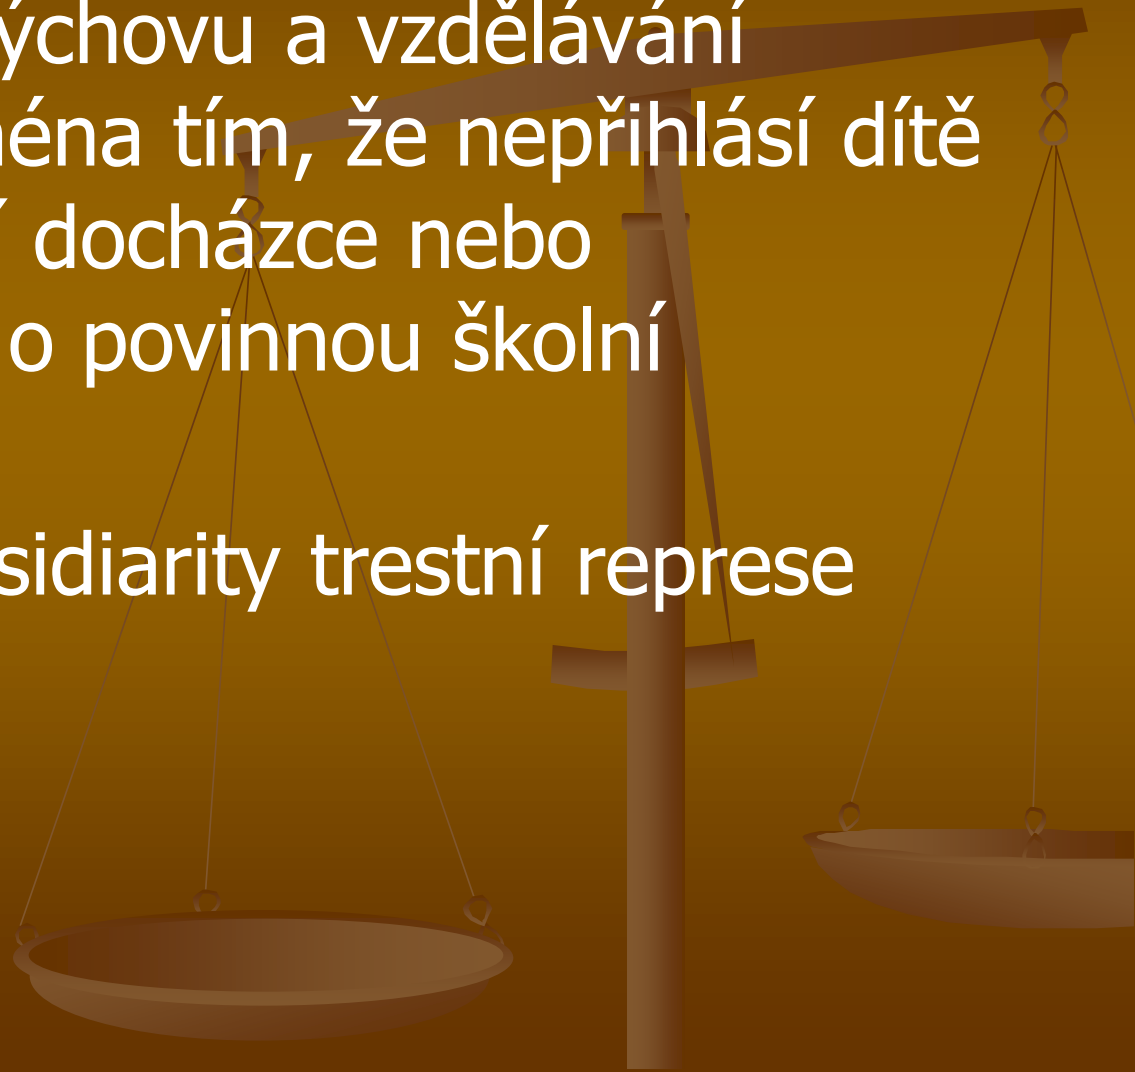 ýchovu a vzdělávání
éna tím, že nepřihlásí dítě
í docházce nebo
o povinnou školní
sidiarity trestní represe